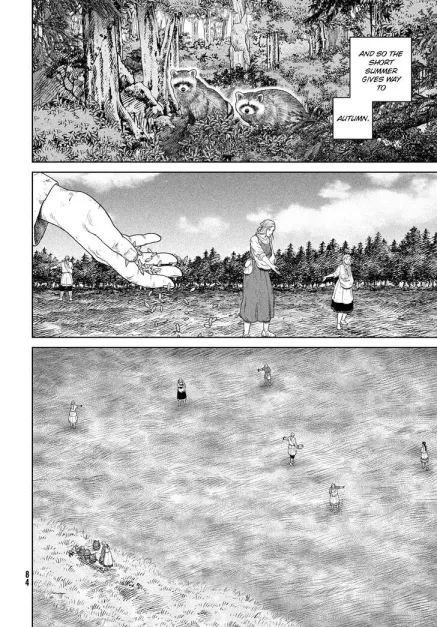 AND SO THE
SHORT
SUMMER
GIVES WAY
TO
AUTUMN.
84